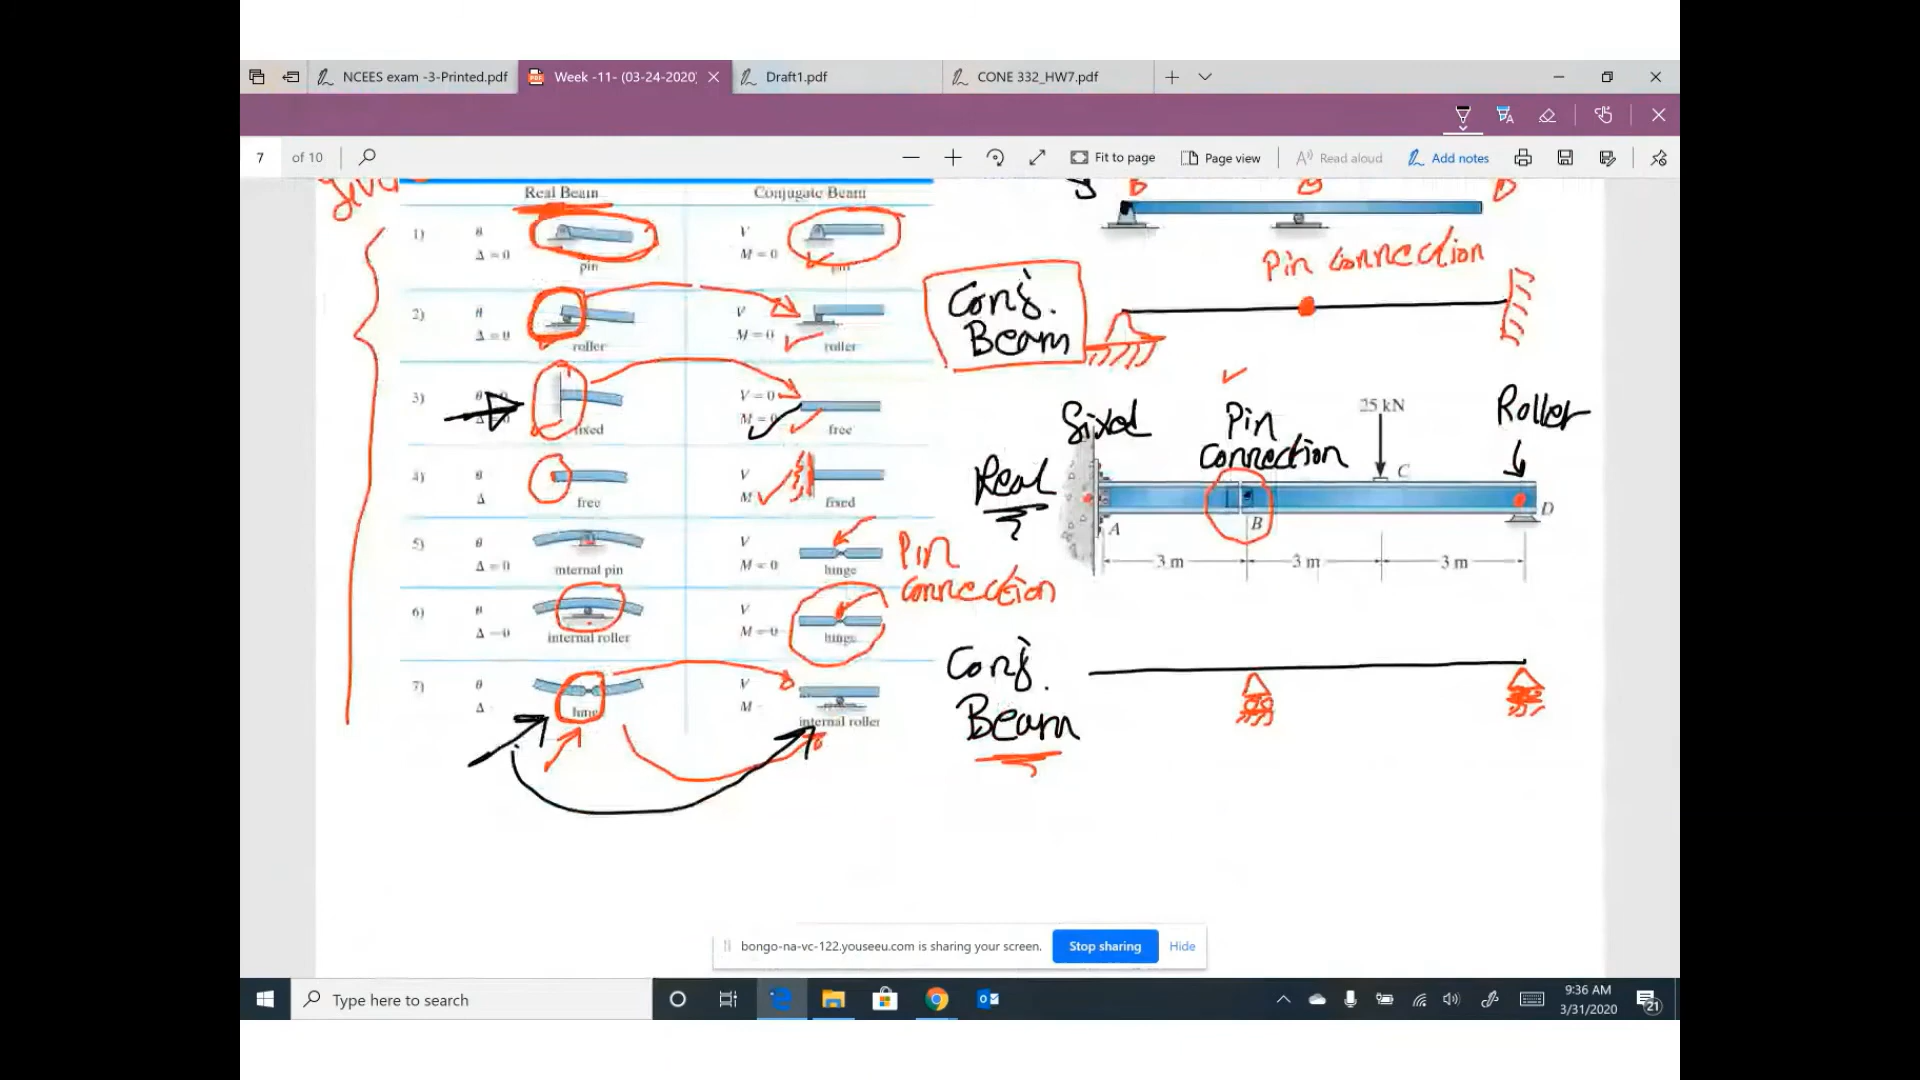 NCEES exam -3-Printed.pdf
Week -11- (03-24-2020)
Draft1.pdf
CONE 332_HW7.pdf
7 of 10
Fit to page
Page view
Read aloud
Add notes
Real Beam
Conjugate Beam
1) θ V
Δ = 0 M = 0
pin
2) θ V
Δ = 0 M = 0
roller roller
3) V = 0
fixed free
4) θ V
Δ M
free fixed
5) θ V
Δ = 0 M = 0
internal pin hinge
6) θ V
Δ = 0 M = 0
internal roller hinge
7) θ V
Δ M
internal roller
Pin
connection
Pin connection
Conj.
Beam
Fixed
Pin
connection
25 kN
Roller
Real
A B C D
3 m 3 m 3 m
Conj.
Beam
bongo-na-vc-122.youseeu.com is sharing your screen.
Stop sharing
Hide
Type here to search
9:36 AM
3/31/2020
21